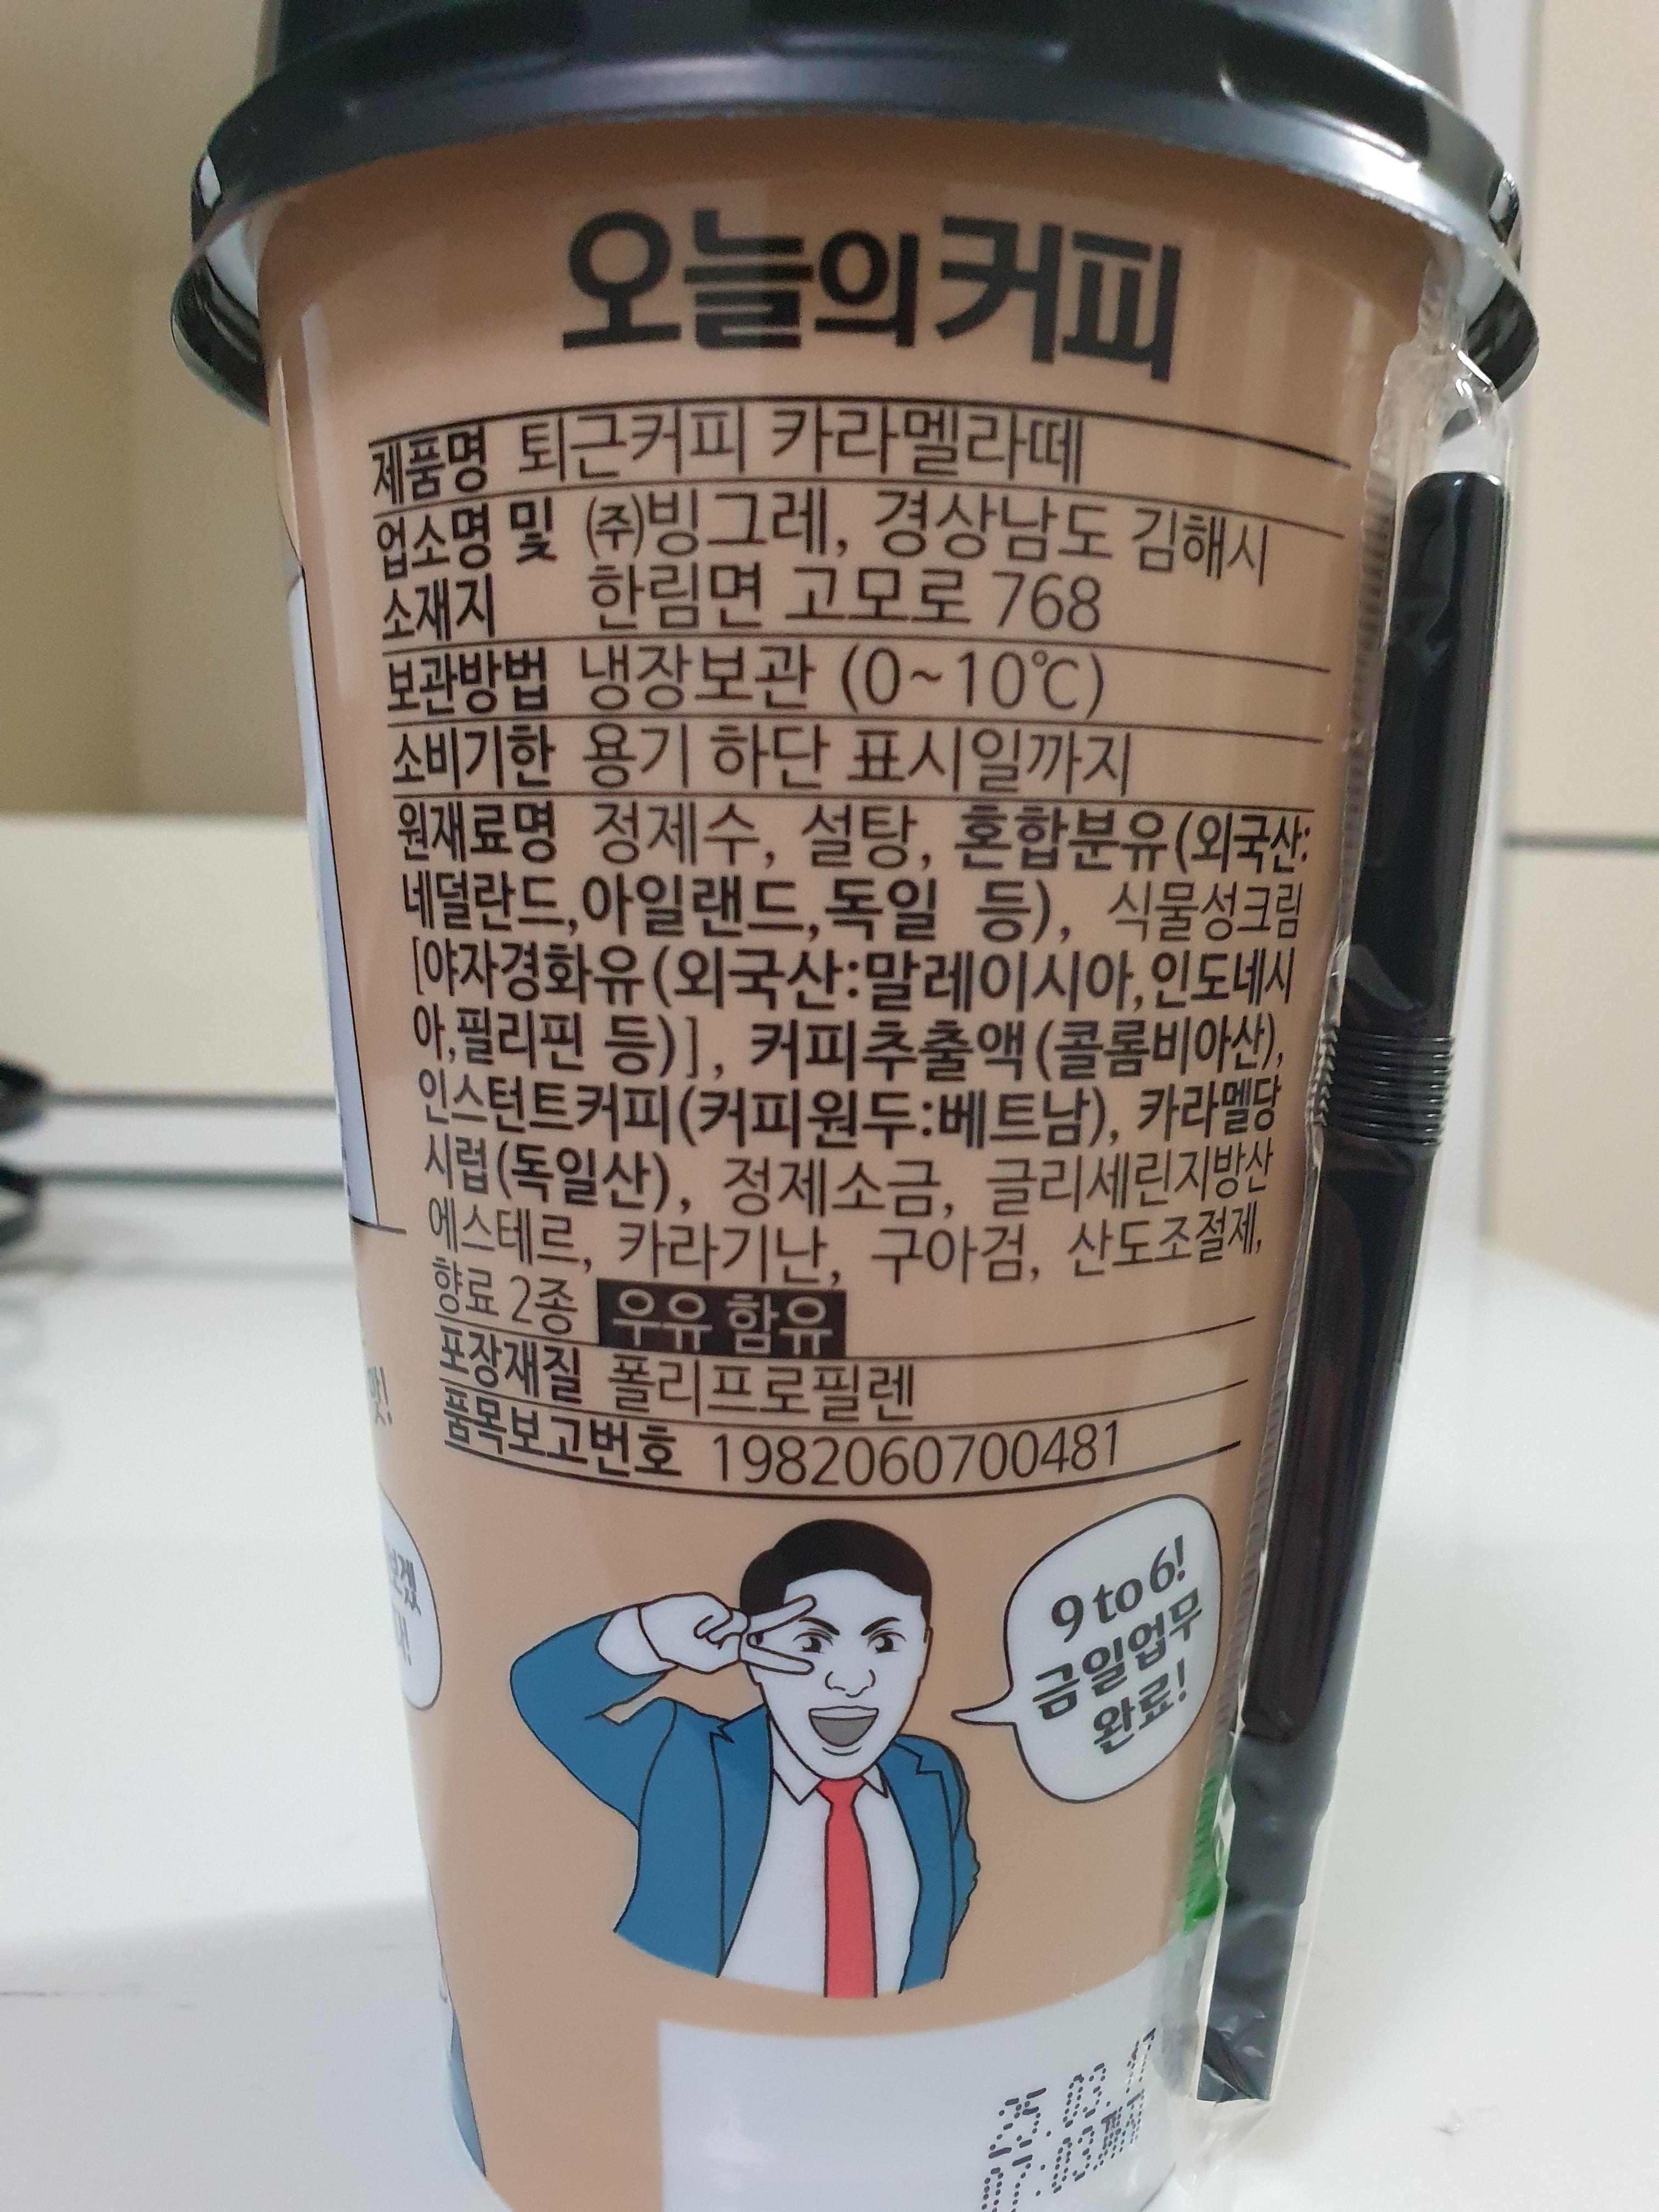 오늘의커피
제품명 퇴근커피 카라멜라떼
업소명 및 ㈜빙그레, 경상남도 김해시
소재지 한림면 고모로 768
보관방법 냉장보관 (0~10℃)
소비기한 용기 하단 표시일까지
원재료명 정제수, 설탕, 혼합분유(외국산:
네덜란드,아일랜드,독일 등), 식물성크림
[야자경화유(외국산:말레이시아,인도네시
아,필리핀 등)], 커피추출액(콜롬비아산),
인스턴트커피(커피원두:베트남), 카라멜당
시럽(독일산), 정제소금, 글리세린지방산
에스테르, 카라기난, 구아검, 산도조절제,
향료 2종 우유 함유
포장재질 폴리프로필렌
품목보고번호 1982060700481
9 to 6!
금일업무
완료!
25.03.